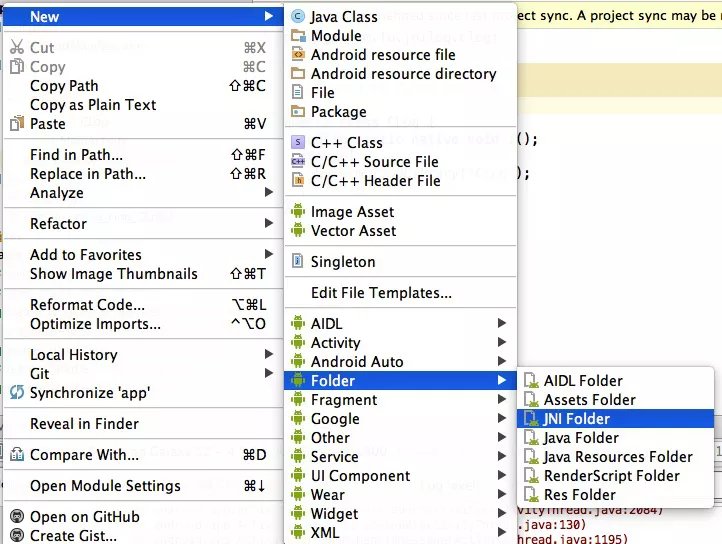 New
Cut ⌘X
Copy ⌘C
Copy Path ⇧⌘C
Copy as Plain Text
Paste ⌘V
Find in Path... ⇧⌘F
Replace in Path... ⇧⌘R
Analyze
Refactor
Add to Favorites
Show Image Thumbnails ⇧⌘T
Reformat Code... ⌥⌘L
Optimize Imports... ^⌥O
Local History
Git
Synchronize 'app'
Reveal in Finder
Compare With... ⌘D
Open Module Settings ⌘↓
Open on GitHub
Create Gist...
Java Class
Module
Android resource file
Android resource directory
File
Package
C++ Class
C/C++ Source File
C/C++ Header File
Image Asset
Vector Asset
Singleton
Edit File Templates...
AIDL
Activity
Android Auto
Folder
Fragment
Google
Other
Service
UI Component
Wear
Widget
XML
AIDL Folder
Assets Folder
JNI Folder
Java Folder
Java Resources Folder
RenderScript Folder
Res Folder
sync. A project sync may be
();
);
vityThread.java:2084)
.java:130)
hread.java:1195)